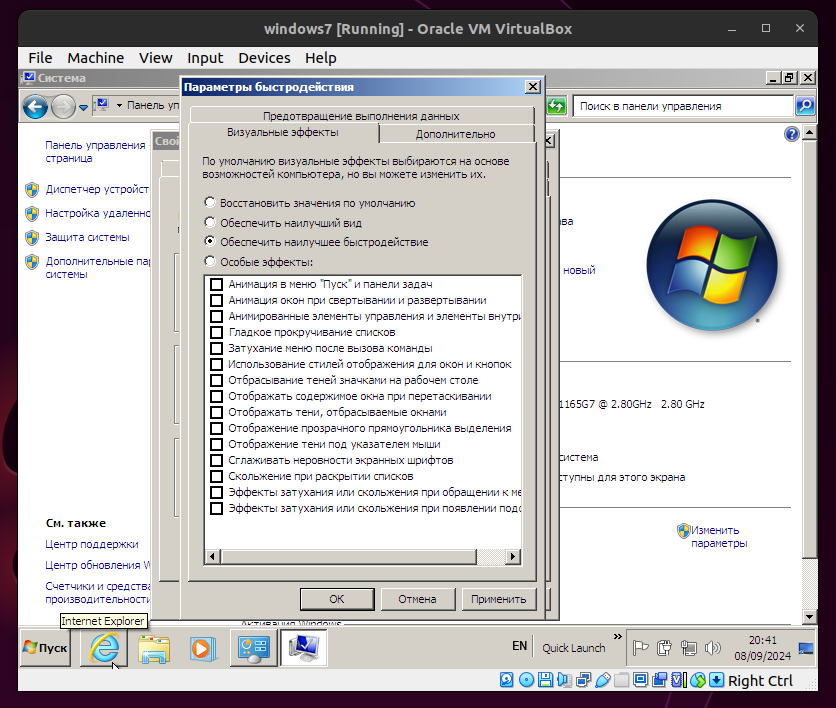 windows7 [Running] - Oracle VM VirtualBox
File Machine View Input Devices Help
Система
Параметры быстродействия
Панель уп
Поиск в панели управления
Предотвращение выполнения данных
Визуальные эффекты
Дополнительно
Свой
Панель управления
страница
По умолчанию визуальные эффекты выбираются на основе
возможностей компьютера, но вы можете изменить их.
Диспетчер устройст
Настройка удаленно
Защита системы
Дополнительные пар
системы
Восстановить значения по умолчанию
Обеспечить наилучший вид
Обеспечить наилучшее быстродействие
Особые эффекты:
ава
новый
Анимация в меню "Пуск" и панели задач
Анимация окон при свертывании и развертывании
Анимированные элементы управления и элементы внутри
Гладкое прокручивание списков
Затухание меню после вызова команды
Использование стилей отображения для окон и кнопок
Отбрасывание теней значками на рабочем столе
Отображать содержимое окна при перетаскивании
Отображать тени, отбрасываемые окнами
Отображение прозрачного прямоугольника выделения
Отображение тени под указателем мыши
Сглаживать неровности экранных шрифтов
Скольжение при раскрытии списков
Эффекты затухания или скольжения при обращении к ме
Эффекты затухания или скольжения при появлении подс
1165G7 @ 2.80GHz 2.80 GHz
система
ступны для этого экрана
См. также
Центр поддержки
Центр обновления W
Счетчики и средства
производительности
Изменить
параметры
OK
Отмена
Применить
Internet Explorer
Активация Windows
Пуск
EN
Quick Launch
20:41
08/09/2024
Right Ctrl